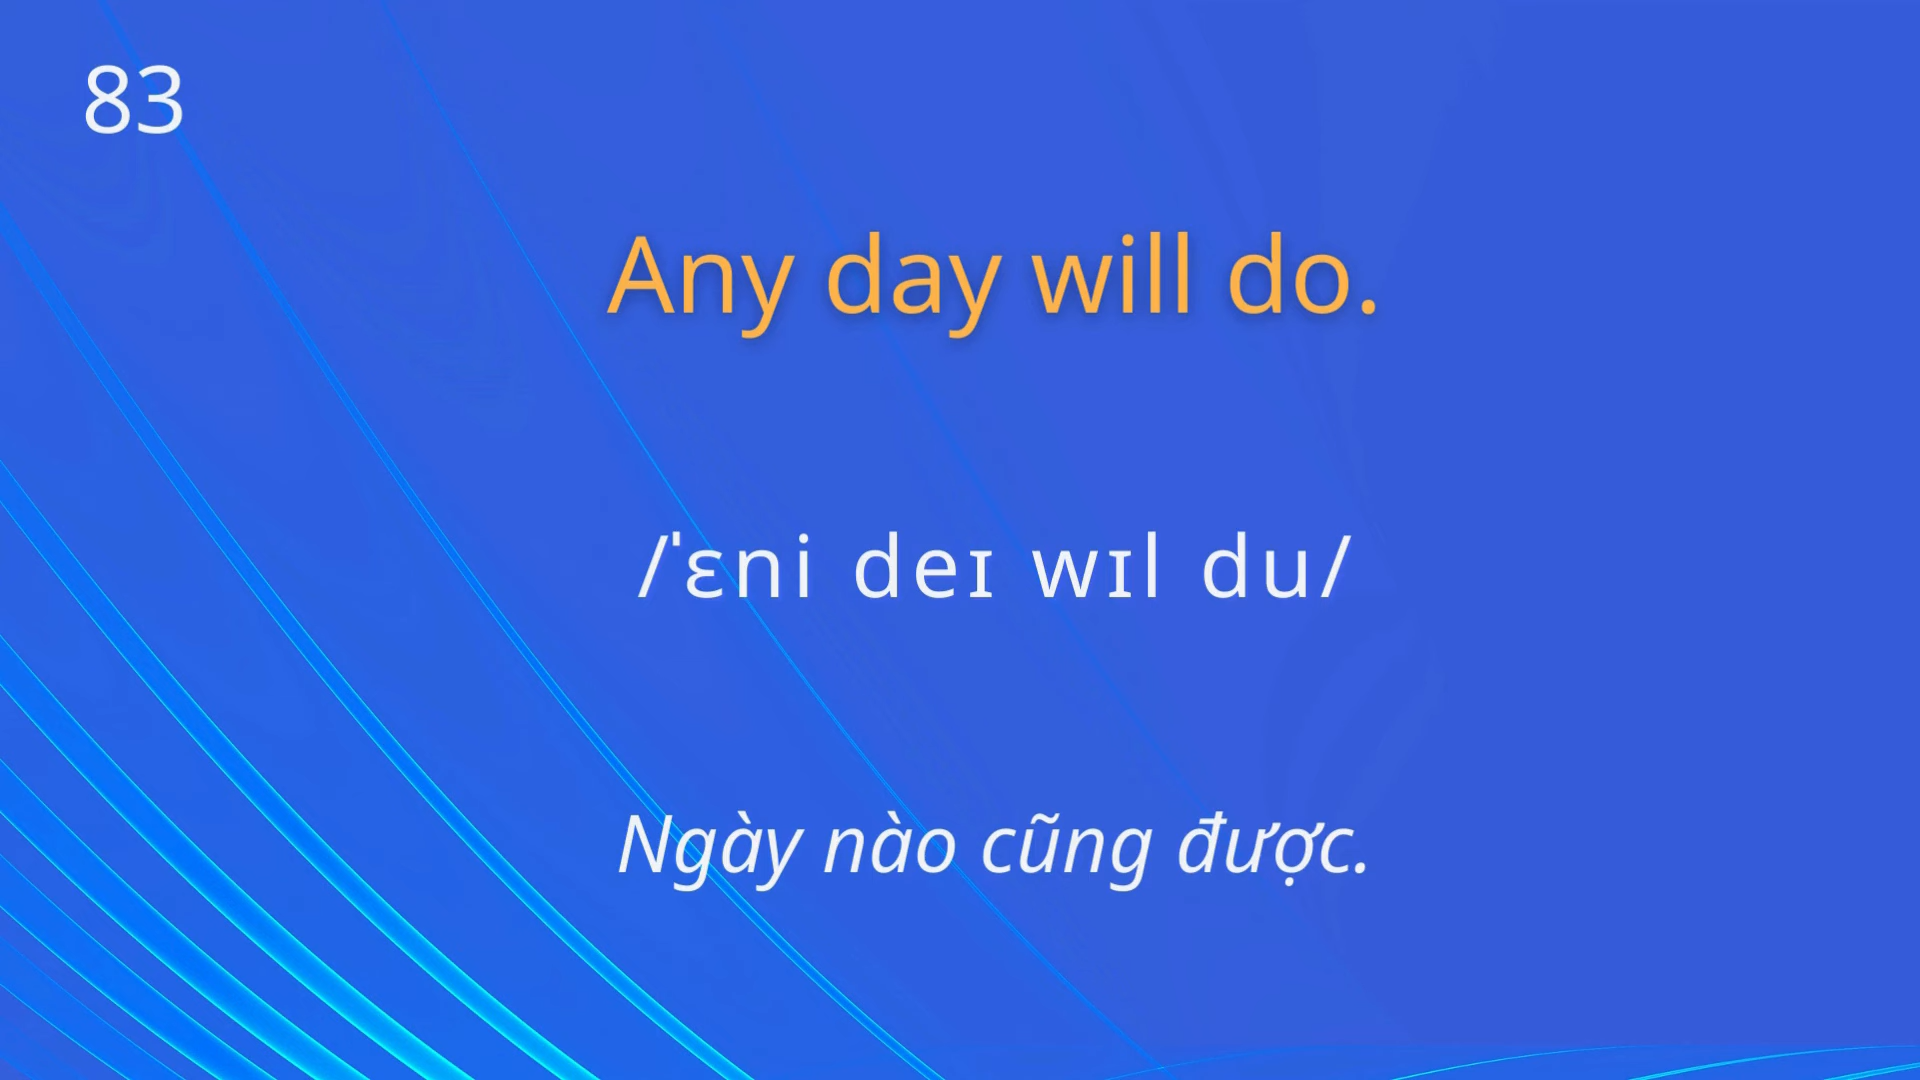 83
Any day will do.
/ˈɛni deɪ wɪl du/
Ngày nào cũng được.